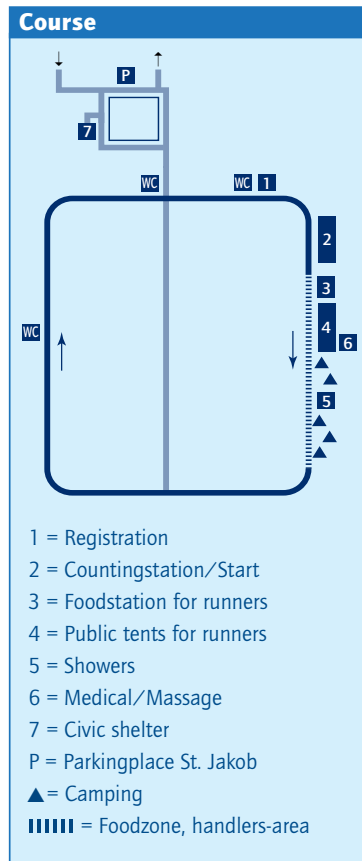 Course
P
7
WC
WC 1
2
3
WC
4
6
5
1 = Registration
2 = Countingstation/Start
3 = Foodstation for runners
4 = Public tents for runners
5 = Showers
6 = Medical/Massage
7 = Civic shelter
P = Parkingplace St. Jakob
▲ = Camping
= Foodzone, handlers-area